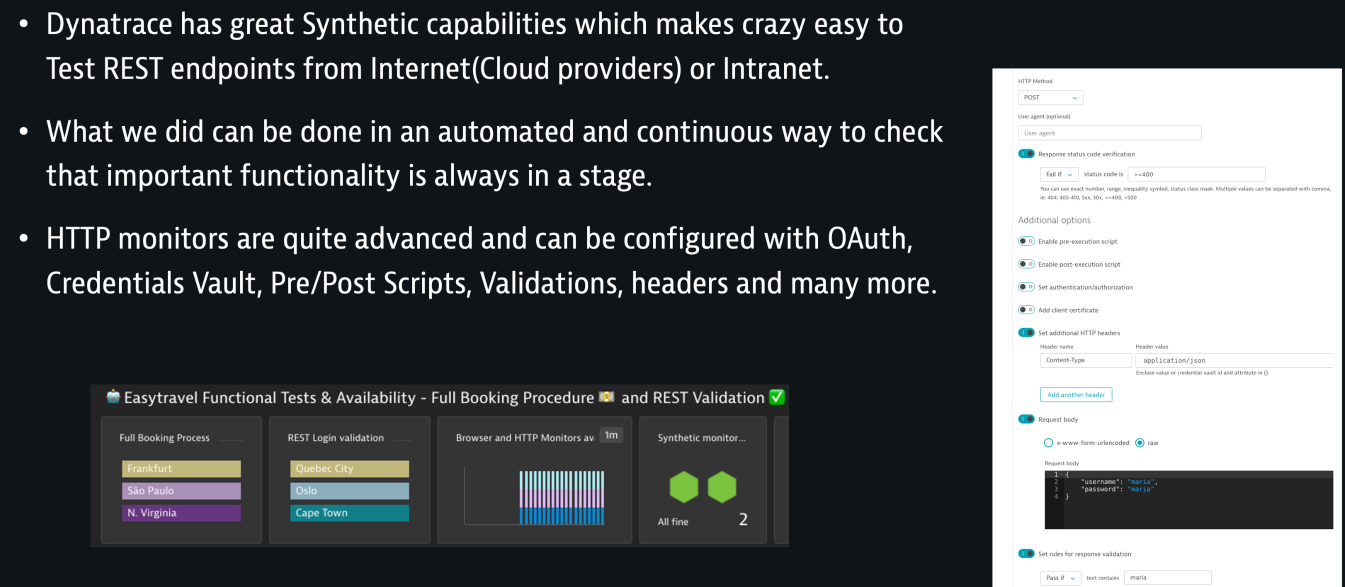 • Dynatrace has great Synthetic capabilities which makes crazy easy to
Test REST endpoints from Internet(Cloud providers) or Intranet.
• What we did can be done in an automated and continuous way to check
that important functionality is always in a stage.
• HTTP monitors are quite advanced and can be configured with OAuth,
Credentials Vault, Pre/Post Scripts, Validations, headers and many more.
Easytravel Functional Tests & Availability - Full Booking Procedure and REST Validation
Full Booking Process
Frankfurt
São Paulo
N. Virginia
REST Login validation
Quebec City
Oslo
Cape Town
Browser and HTTP Monitors av 1m
Synthetic monitor...
All fine 2
HTTP Method
POST
User agent (optional)
User agent
Response status code verification
Fail if status code is >=400
You can use exact number, range, inequality symbol, status class mask. Multiple values can be separated with comma,
ie: 404, 405-410, 5xx, 30x, >=400, >500
Additional options
Enable pre-execution script
Enable post-execution script
Set authentication/authorization
Add client certificate
Set additional HTTP headers
Header name Header value
Content-Type application/json
Enclose value or credential vault id and attribute in {}
Add another header
Request body
x-www-form-urlencoded raw
Request body
1 {
2 "username": "maria",
3 "password": "maria"
4 }
Set rules for response validation
Pass if text contains maria